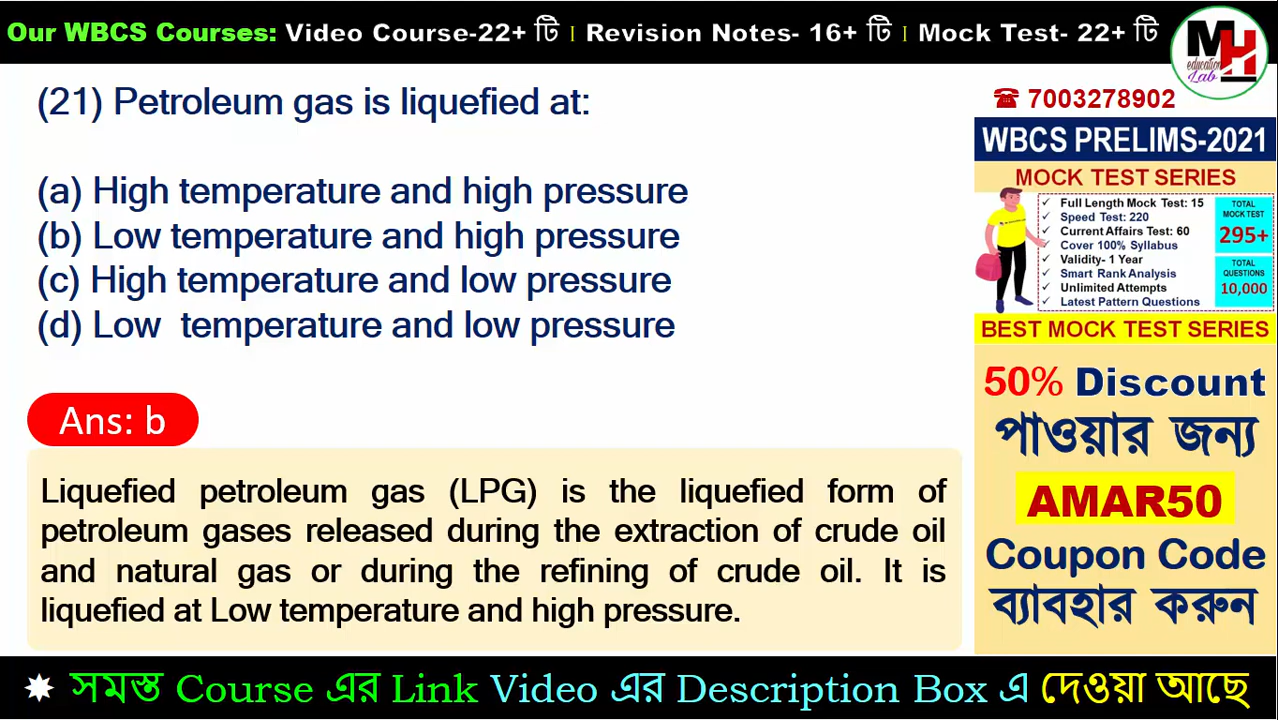 Our WBCS Courses: Video Course-22+ টি । Revision Notes- 16+ টি । Mock Test- 22+ টি
MH
education
Lab
☎ 7003278902
(21) Petroleum gas is liquefied at:
(a) High temperature and high pressure
(b) Low temperature and high pressure
(c) High temperature and low pressure
(d) Low temperature and low pressure
Ans: b
Liquefied petroleum gas (LPG) is the liquefied form of
petroleum gases released during the extraction of crude oil
and natural gas or during the refining of crude oil. It is
liquefied at Low temperature and high pressure.
WBCS PRELIMS-2021
MOCK TEST SERIES
✓ Full Length Mock Test: 15
✓ Speed Test: 220
✓ Current Affairs Test: 60
✓ Cover 100% Syllabus
✓ Validity- 1 Year
✓ Smart Rank Analysis
✓ Unlimited Attempts
✓ Latest Pattern Questions
TOTAL
MOCK TEST
295+
TOTAL
QUESTIONS
10,000
BEST MOCK TEST SERIES
50% Discount
পাওয়ার জন্য
AMAR50
Coupon Code
ব্যাবহার করুন
✸ সমস্ত Course এর Link Video এর Description Box এ দেওয়া আছে